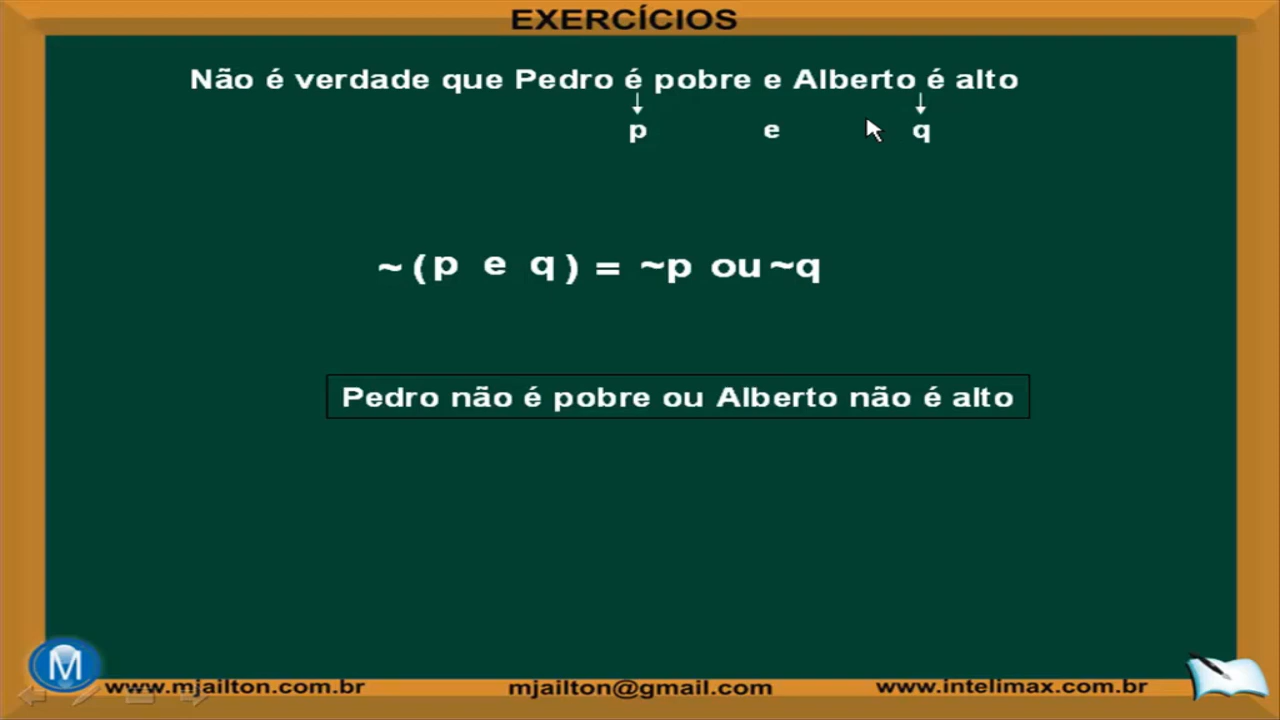 EXERCÍCIOS
Não é verdade que Pedro é pobre e Alberto é alto
p e q
~(p e q) = ~p ou ~q
Pedro não é pobre ou Alberto não é alto
M
www.mjailton.com.br mjailton@gmail.com www.intelimax.com.br